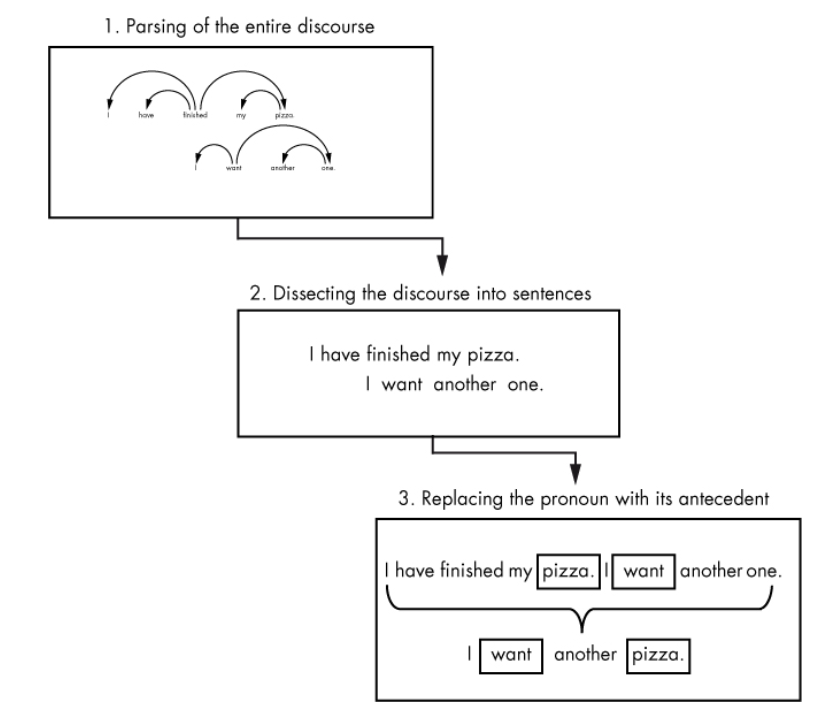 1. Parsing of the entire discourse
I have finished my pizza.
I want another one.
2. Dissecting the discourse into sentences
I have finished my pizza.
I want another one.
3. Replacing the pronoun with its antecedent
I have finished my pizza. I want another one.
I want another pizza.